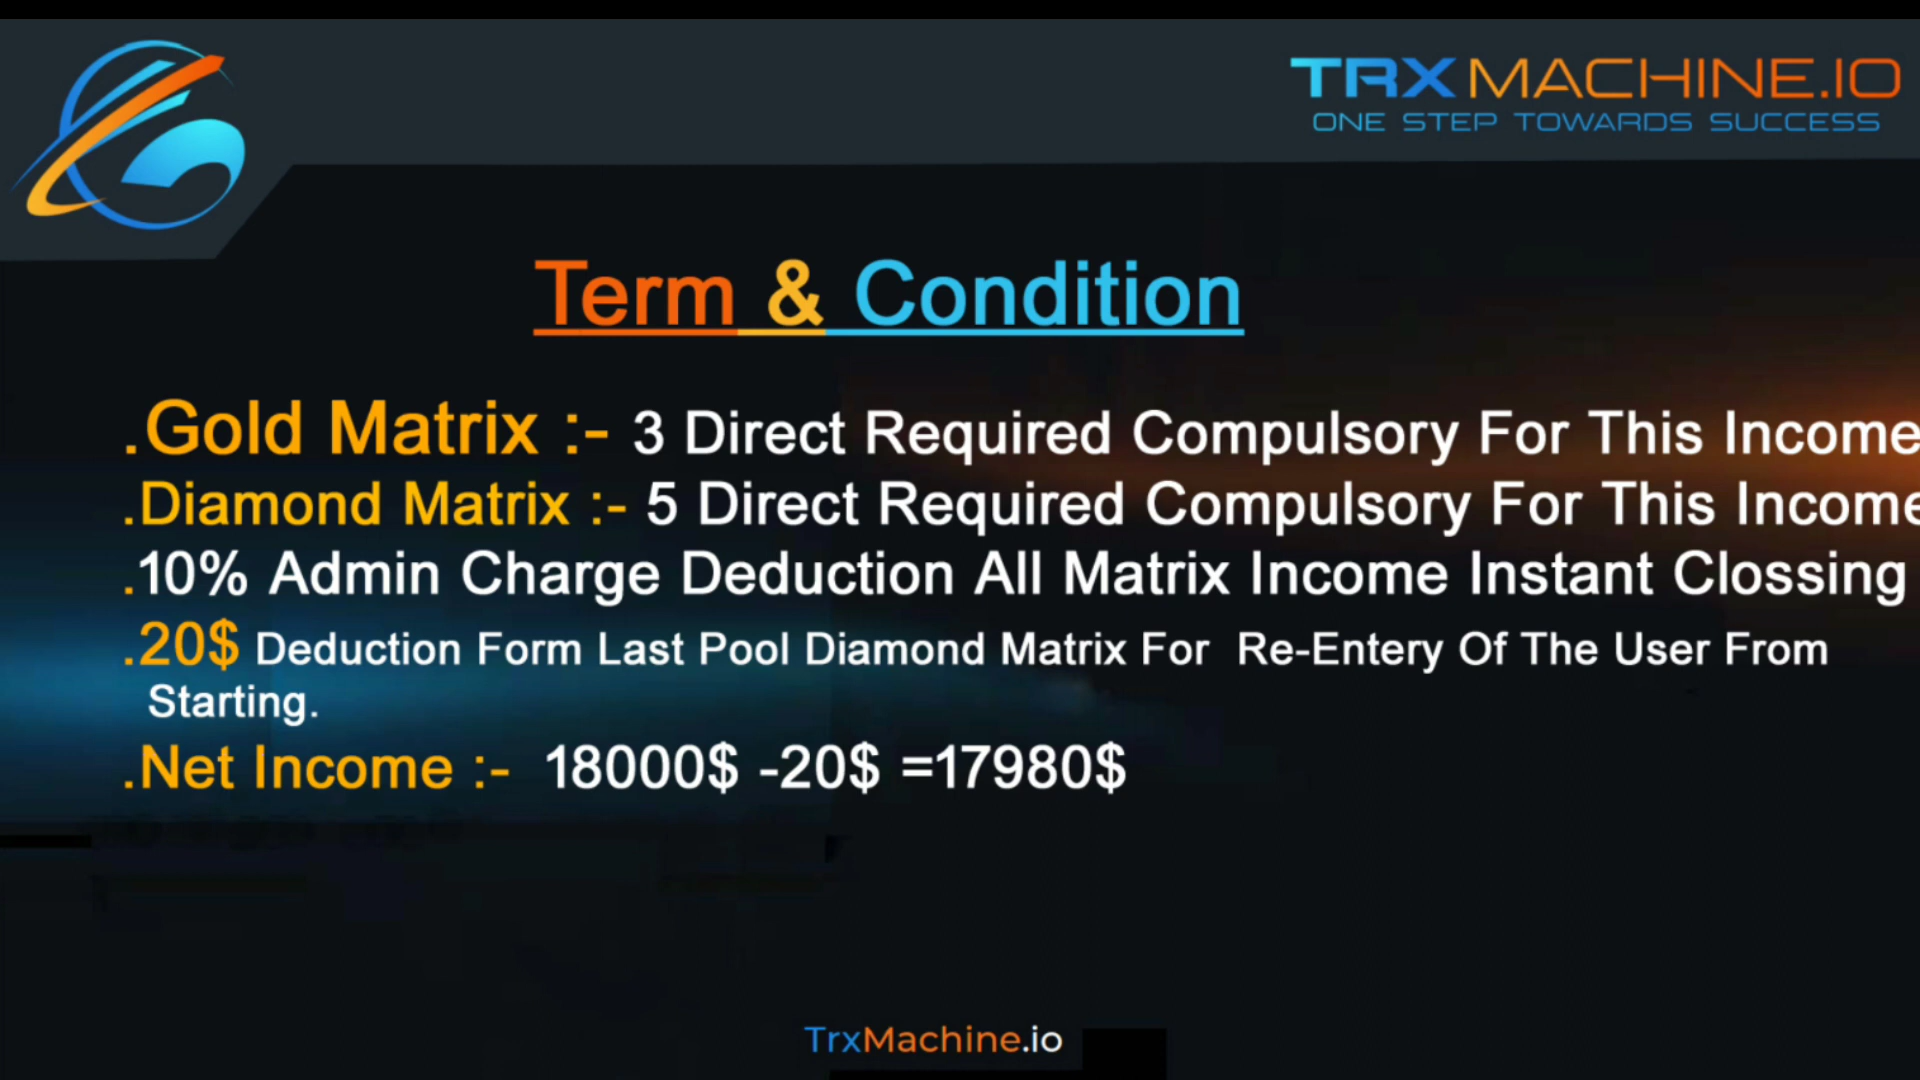 TRXMACHINE.IO
ONE STEP TOWARDS SUCCESS
Term & Condition
.Gold Matrix :- 3 Direct Required Compulsory For This Income
.Diamond Matrix :- 5 Direct Required Compulsory For This Income
.10% Admin Charge Deduction All Matrix Income Instant Clossing
.20$ Deduction Form Last Pool Diamond Matrix For Re-Entery Of The User From
Starting.
.Net Income :- 18000$ -20$ =17980$
TrxMachine.io